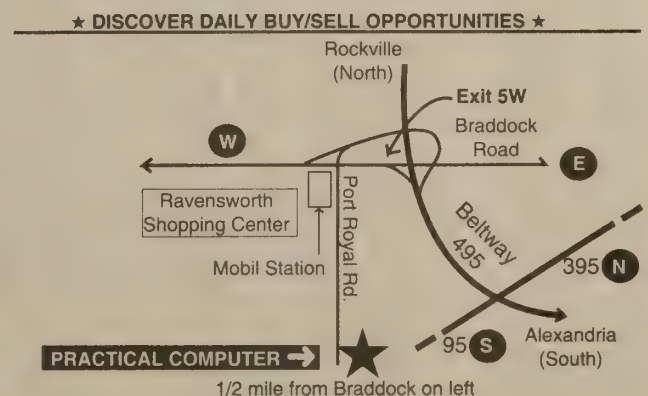 ★ DISCOVER DAILY BUY/SELL OPPORTUNITIES ★
Rockville
(North)
Exit 5W
Braddock
Road
W
E
Ravensworth
Shopping Center
Mobil Station
Port Royal Rd.
Beltway
495
395 N
95 S
Alexandria
(South)
PRACTICAL COMPUTER →
1/2 mile from Braddock on left